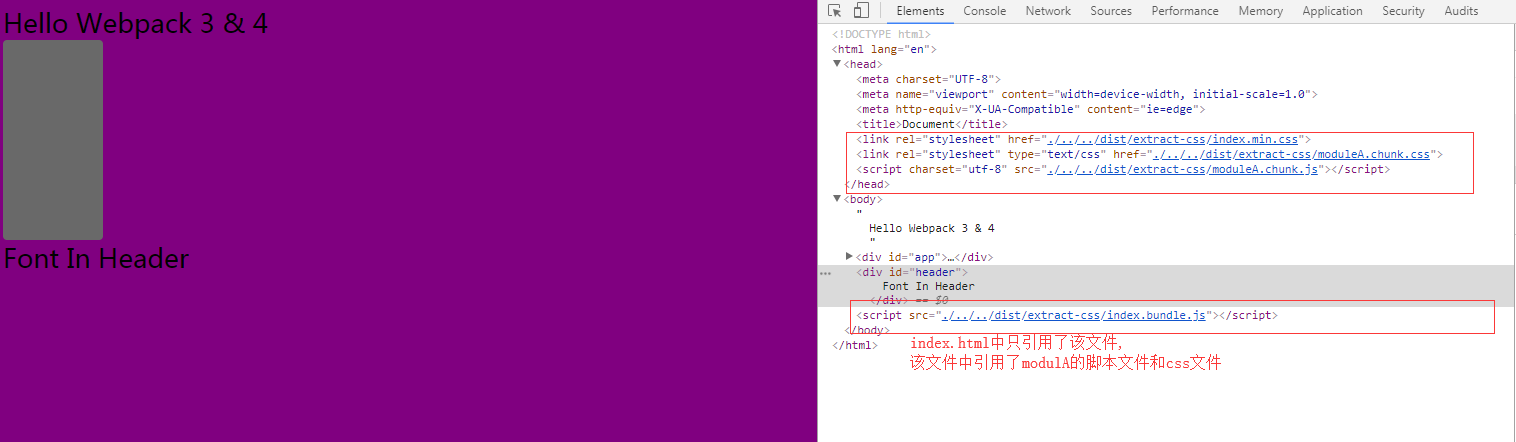 Hello Webpack 3 & 4
Font In Header
Elements Console Network Sources Performance Memory Application Security Audits
<!DOCTYPE html>
<html lang="en">
<head>
<meta charset="UTF-8">
<meta name="viewport" content="width=device-width, initial-scale=1.0">
<meta http-equiv="X-UA-Compatible" content="ie=edge">
<title>Document</title>
<link rel="stylesheet" href="./../../dist/extract-css/index.min.css">
<link rel="stylesheet" type="text/css" href="./../../dist/extract-css/moduleA.chunk.css">
<script charset="utf-8" src="./../../dist/extract-css/moduleA.chunk.js"></script>
</head>
<body>
"
Hello Webpack 3 & 4
"
<div id="app">…</div>
<div id="header">
Font In Header
</div> == $0
<script src="./../../dist/extract-css/index.bundle.js"></script>
</body>
</html>
index.html中只引用了该文件,
该文件中引用了modulA的脚本文件和css文件